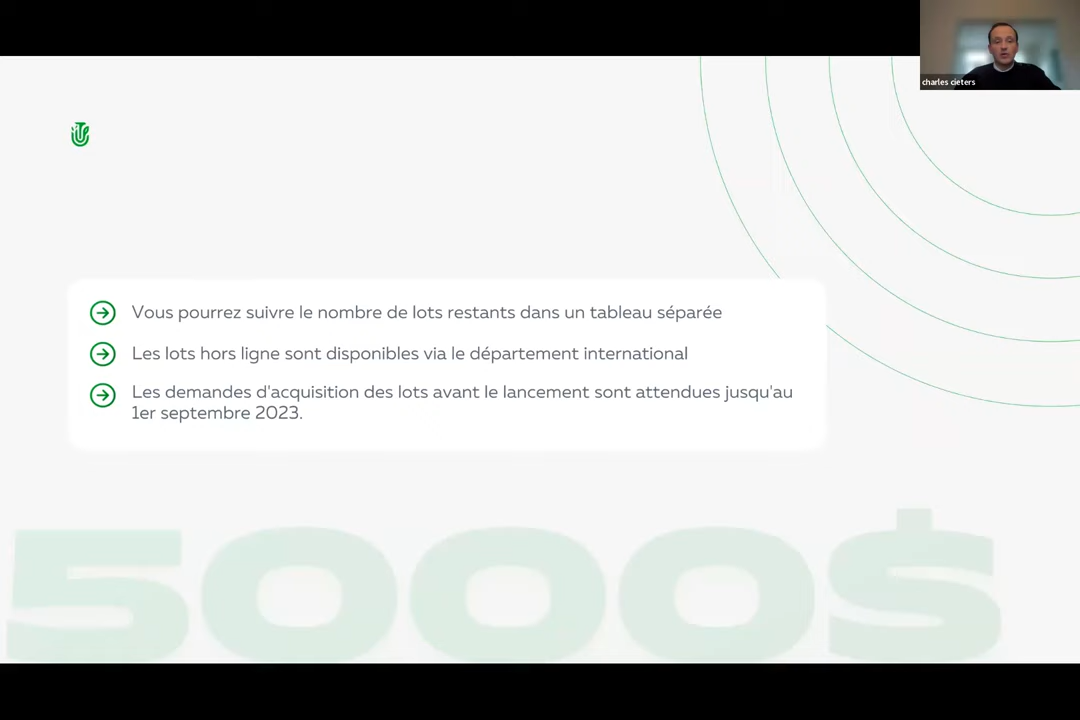 charles cieters
Vous pourrez suivre le nombre de lots restants dans un tableau séparée
Les lots hors ligne sont disponibles via le département international
Les demandes d'acquisition des lots avant le lancement sont attendues jusqu'au
1er septembre 2023.
5000$